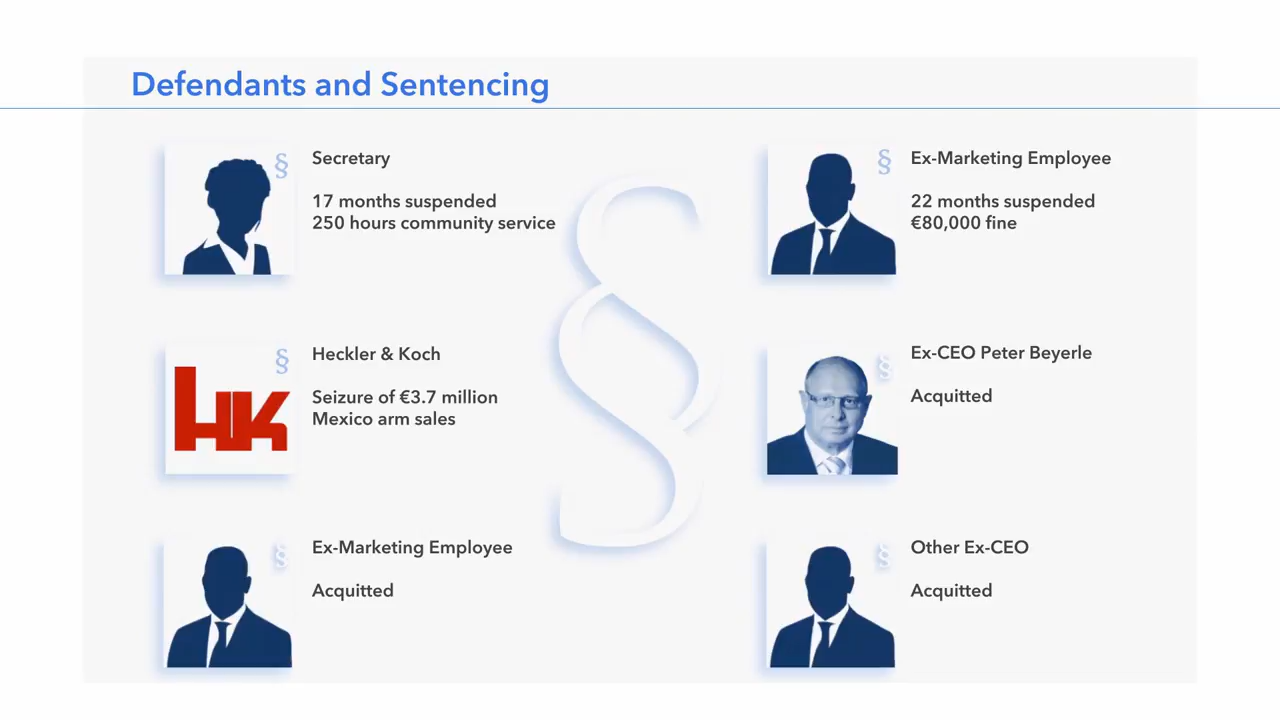 Defendants and Sentencing
§
Secretary
17 months suspended
250 hours community service
§
Ex-Marketing Employee
22 months suspended
€80,000 fine
§
§
HK
Heckler & Koch
Seizure of €3.7 million
Mexico arm sales
§
Ex-CEO Peter Beyerle
Acquitted
§
Ex-Marketing Employee
Acquitted
§
Other Ex-CEO
Acquitted